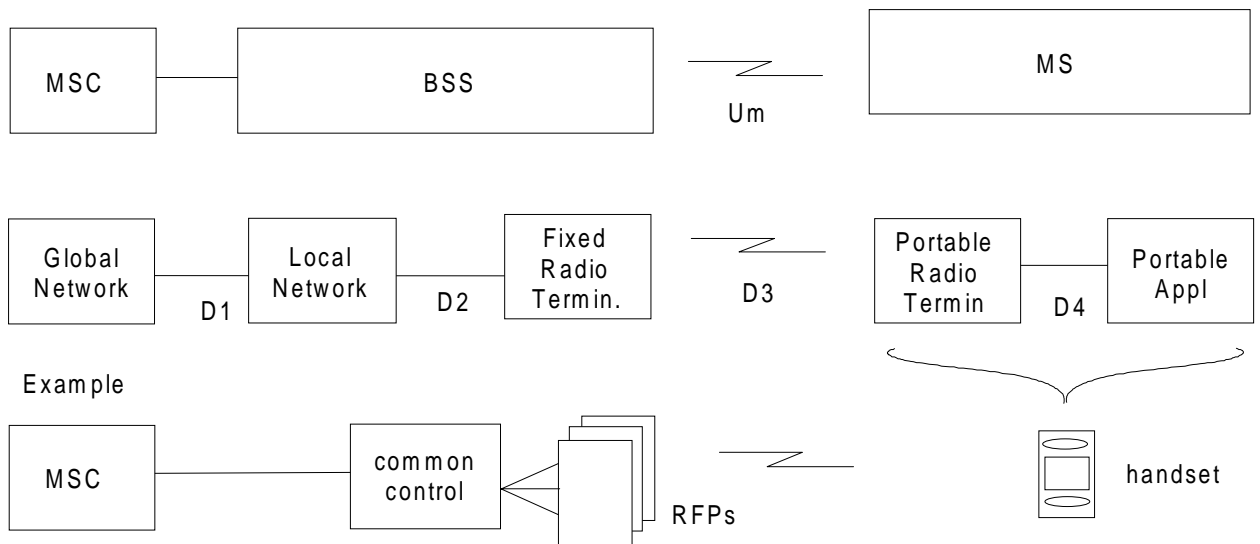 MSC
BSS
Um
MS
Global
Network
D1
Local
Network
D2
Fixed
Radio
Termin.
D3
Portable
Radio
Termin
D4
Portable
Appl
Example
MSC
common
control
RFPs
handset